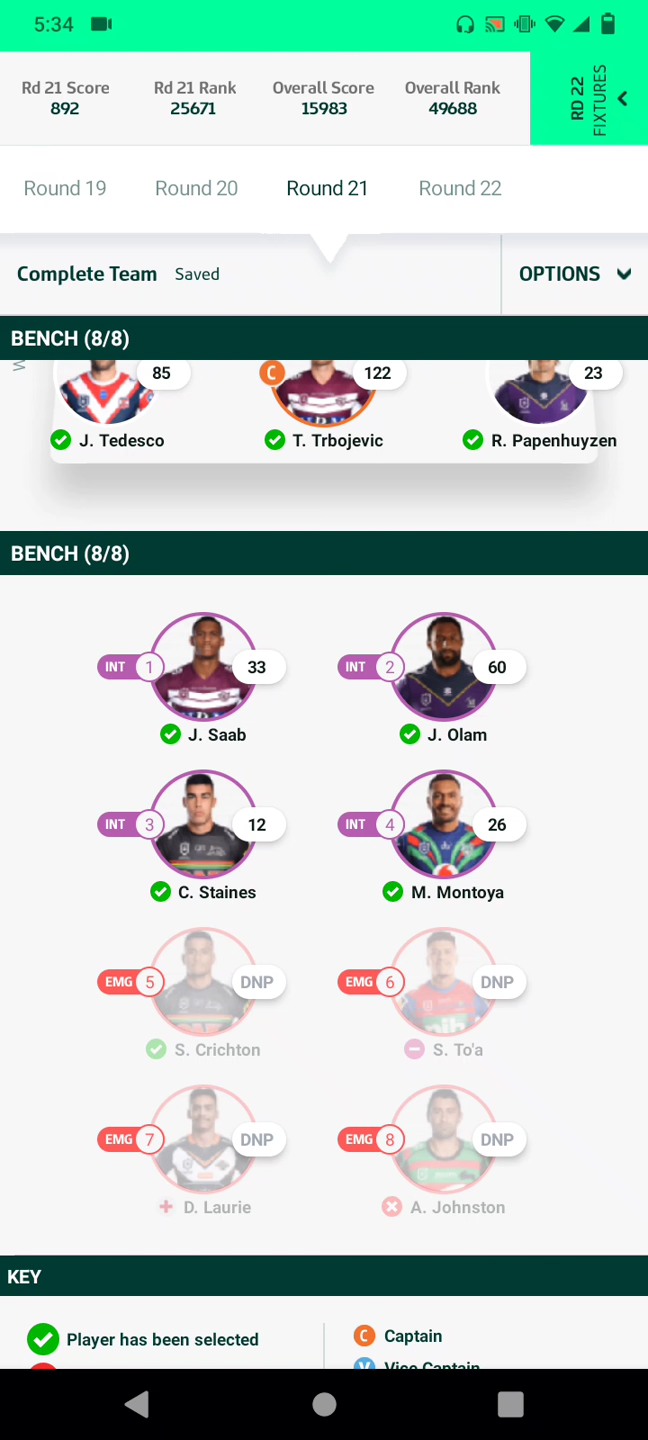 5:34
Rd 21 Score Rd 21 Rank Overall Score Overall Rank
892 25671 15983 49688
RD 22
FIXTURES
Round 19 Round 20 Round 21 Round 22
Complete Team Saved OPTIONS
BENCH (8/8)
85 C 122 23
J. Tedesco T. Trbojevic R. Papenhuyzen
BENCH (8/8)
INT 1 33 INT 2 60
J. Saab J. Olam
INT 3 12 INT 4 26
C. Staines M. Montoya
EMG 5 DNP EMG 6 DNP
S. Crichton S. To'a
EMG 7 DNP EMG 8 DNP
D. Laurie A. Johnston
KEY
Player has been selected C Captain
V Vice Captain